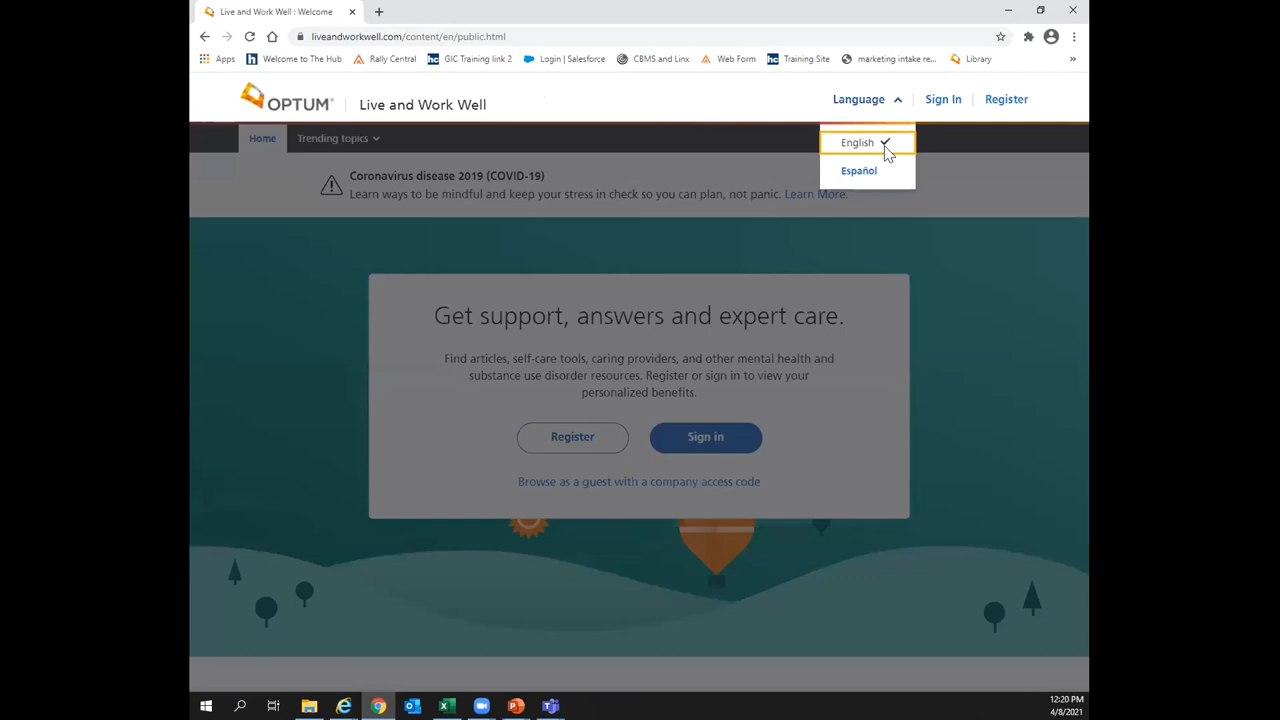 Live and Work Well : Welcome
liveandworkwell.com/content/en/public.html
Apps
Welcome to The Hub
Rally Central
GIC Training link 2
Login | Salesforce
CBMS and Linx
Web Form
Training Site
marketing intake re...
Library
»
OPTUM®
Live and Work Well
Language
Sign In
Register
Home
Trending topics
English
Español
Coronavirus disease 2019 (COVID-19)
Learn ways to be mindful and keep your stress in check so you can plan, not panic. Learn More.
Get support, answers and expert care.
Find articles, self-care tools, caring providers, and other mental health and
substance use disorder resources. Register or sign in to view your
personalized benefits.
Register
Sign in
Browse as a guest with a company access code
12:20 PM
4/8/2021